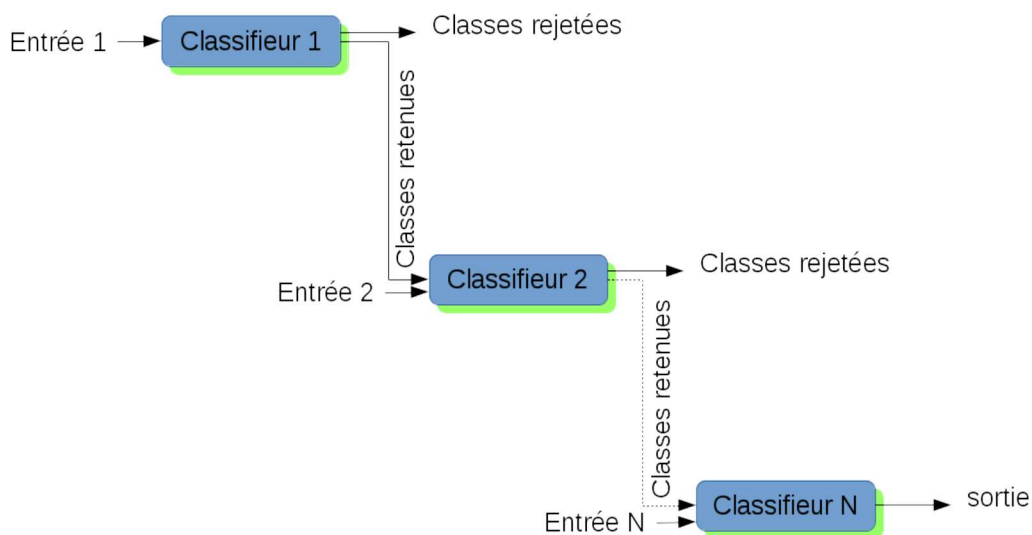 Entrée 1
Classifieur 1
Classes rejetées
Classes retenues
Entrée 2
Classifieur 2
Classes rejetées
Classes retenues
Entrée N
Classifieur N
sortie